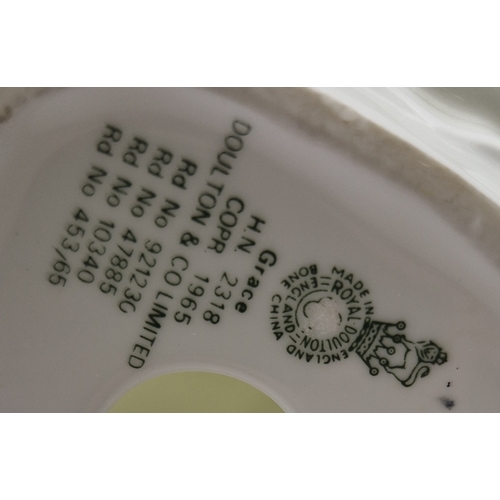 MADE IN ENGLAND
ROYAL DOULTON
ENGLAND
BONE CHINA
Grace
H.N. 2318
COPR 1965
DOULTON & CO LIMITED
Rd No 921230
Rd No 47885
Rd No 10340
Rd No 453/65